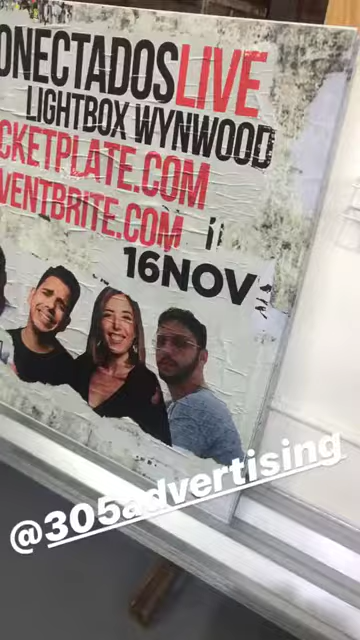 ONECTADOSLIVE
LIGHTBOX WYNWOOD
CKETPLATE.COM
VENTBRITE.COM
16NOV
@305advertising